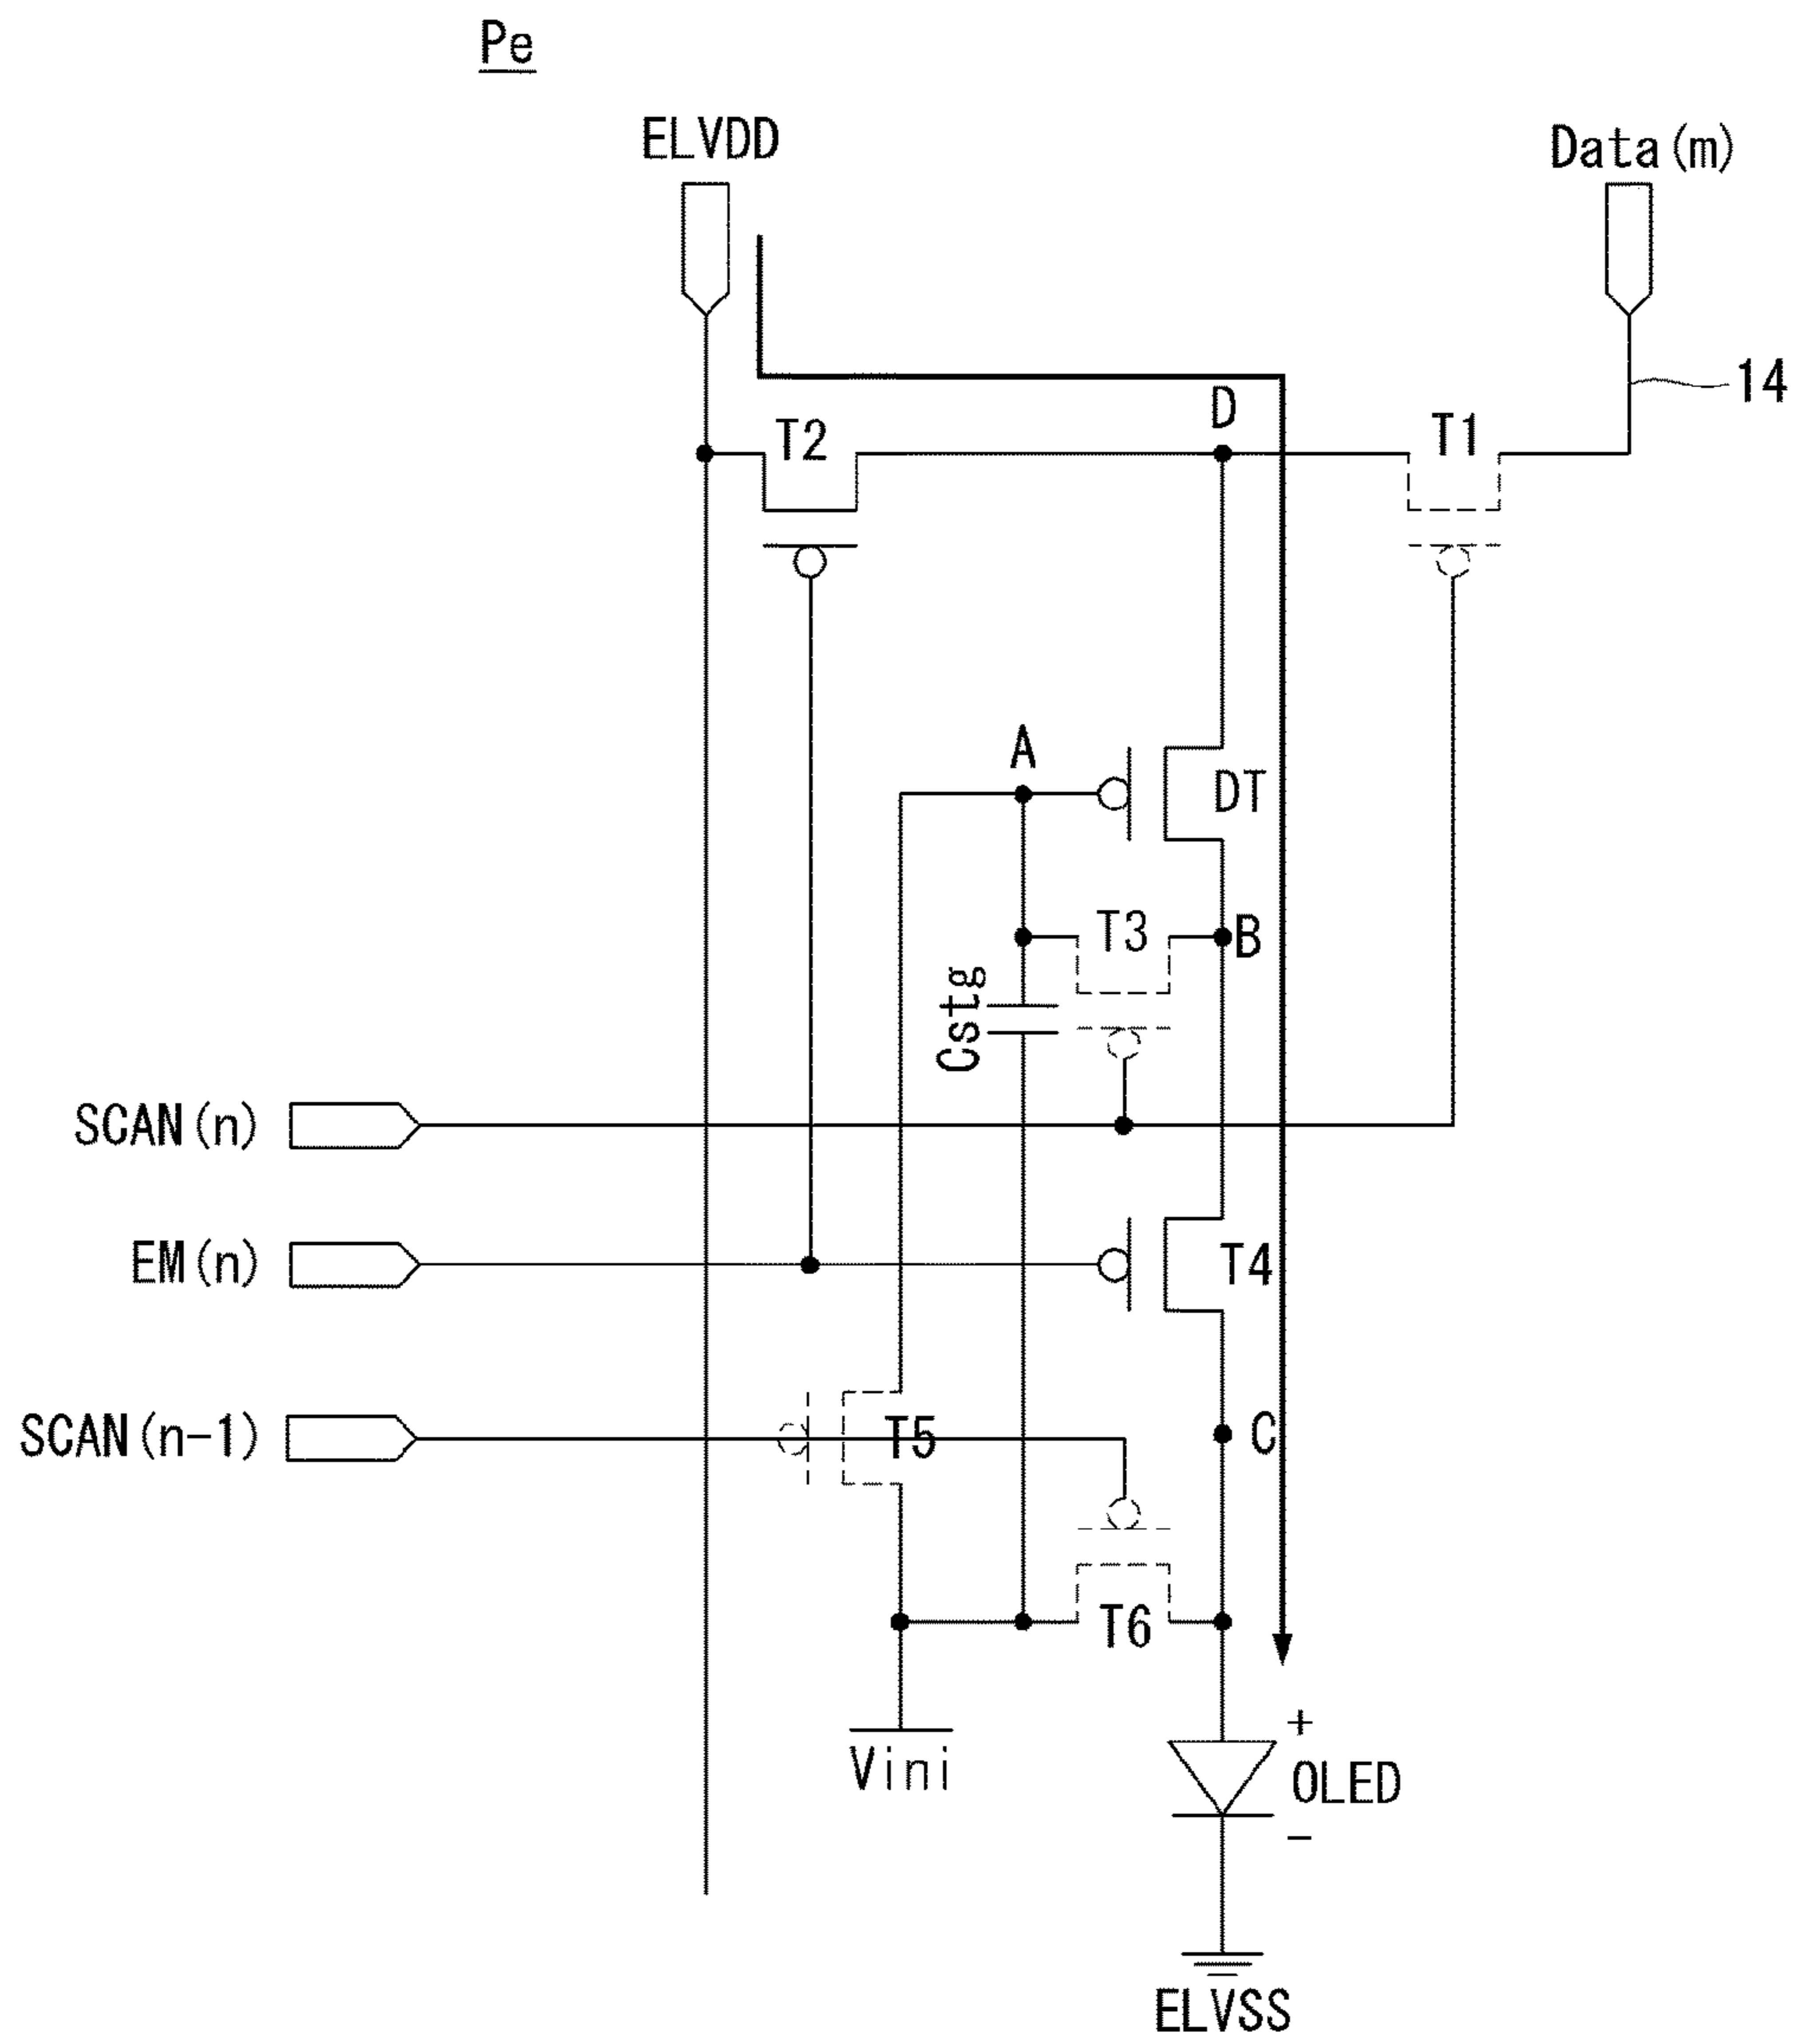 Pe
ELVDD
Data(m)
14
D
T2
T1
A
DT
T3
B
Cstg
SCAN(n)
EM(n)
T4
SCAN(n-1)
T5
C
T6
+
Vini
OLED
-
ELVSS